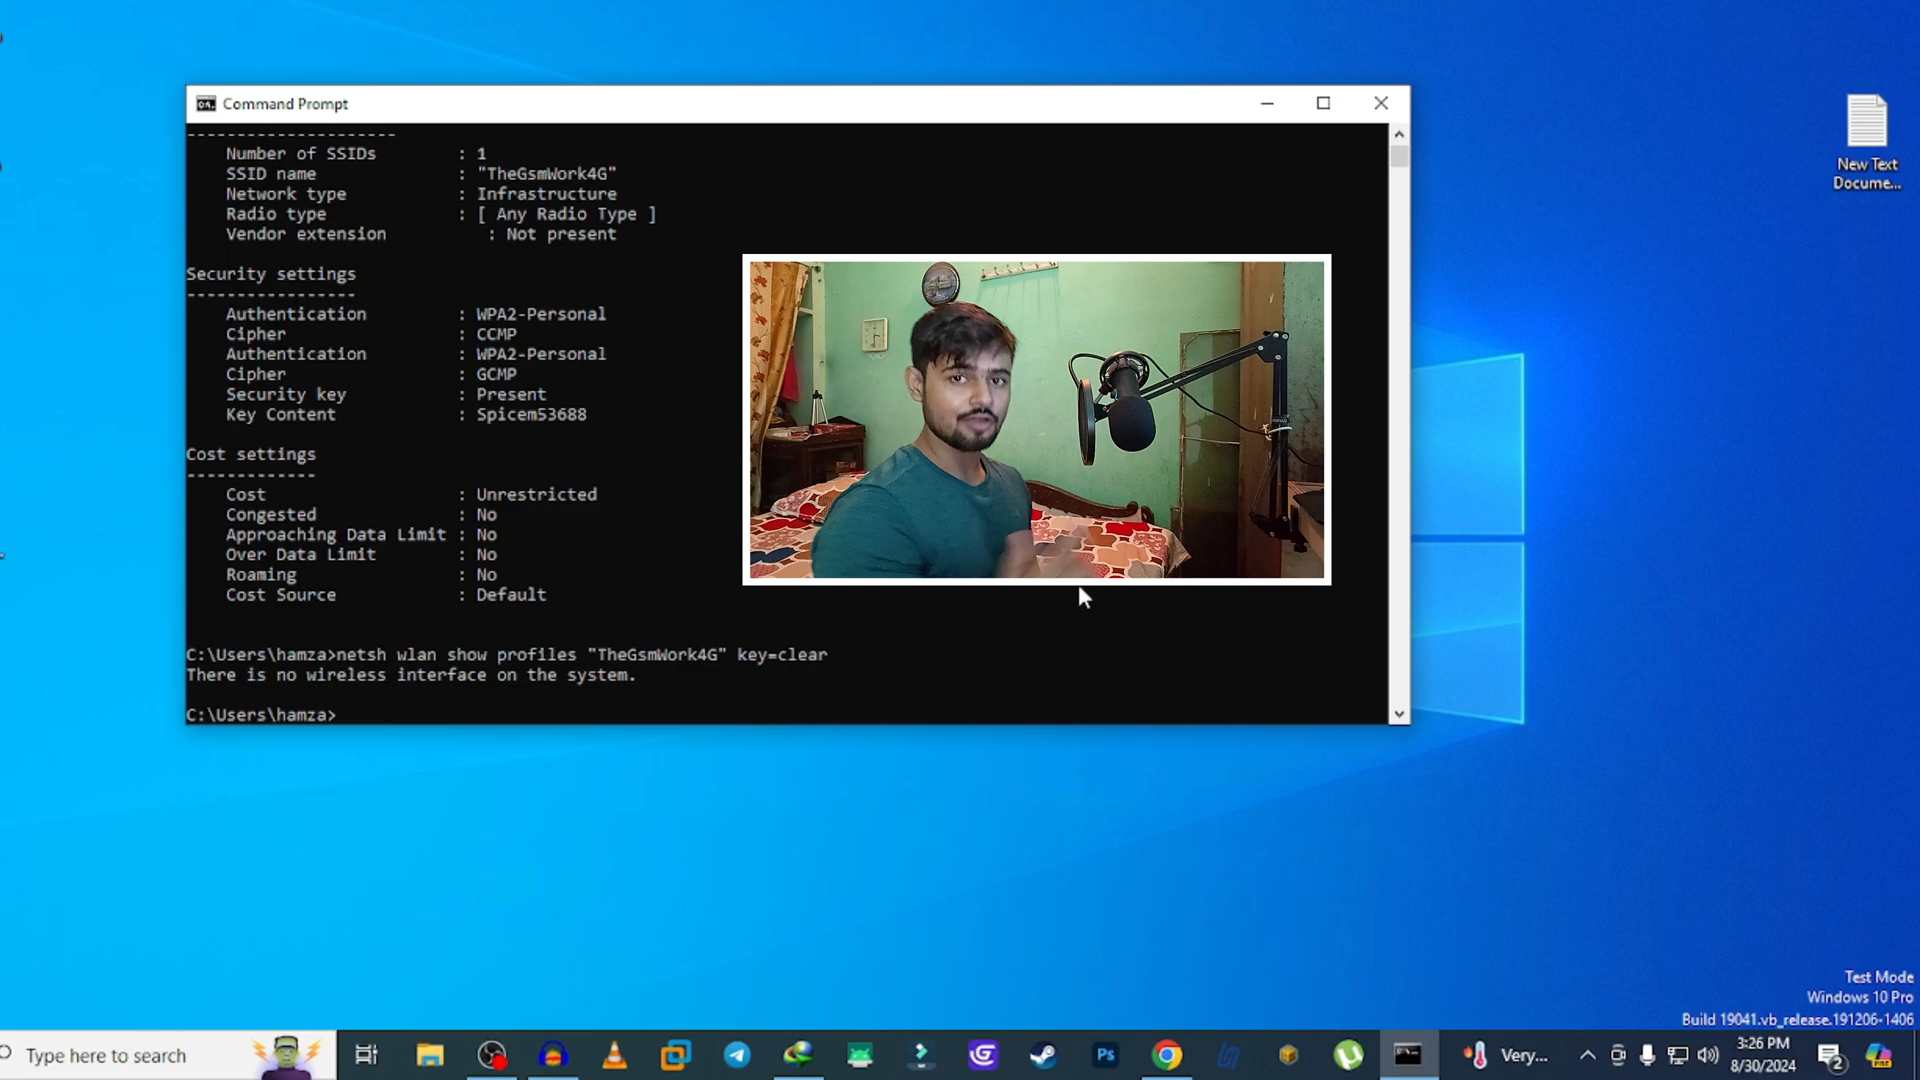 Command Prompt
---------------------
Number of SSIDs : 1
SSID name : "TheGsmWork4G"
Network type : Infrastructure
Radio type : [ Any Radio Type ]
Vendor extension : Not present
Security settings
-----------------
Authentication : WPA2-Personal
Cipher : CCMP
Authentication : WPA2-Personal
Cipher : GCMP
Security key : Present
Key Content : Spicem53688
Cost settings
-------------
Cost : Unrestricted
Congested : No
Approaching Data Limit : No
Over Data Limit : No
Roaming : No
Cost Source : Default
C:\Users\hamza>netsh wlan show profiles "TheGsmWork4G" key=clear
There is no wireless interface on the system.
C:\Users\hamza>
New Text
Docume...
Test Mode
Windows 10 Pro
Build 19041.vb_release.191206-1406
Type here to search
Ps
Very...
3:26 PM
8/30/2024
2